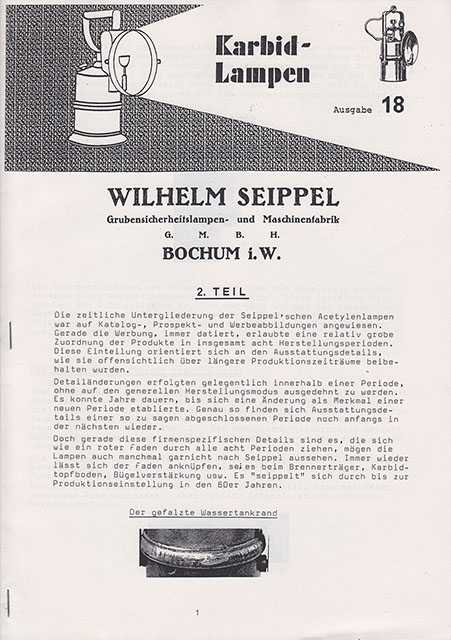 Karbid-
Lampen
Ausgabe 18
WILHELM SEIPPEL
Grubensicherheitslampen- und Maschinenfabrik
G. M. B. H.
BOCHUM i.W.
2. TEIL
Die zeitliche Untergliederung der Seippel'schen Acetylenlampen
war auf Katalog-, Prospekt- und Werbeabbildungen angewiesen.
Gerade die Werbung, immer datiert, erlaubte eine relativ grobe
Zuordnung der Produkte in insgesamt acht Herstellungsperioden.
Diese Einteilung orientiert sich an den Ausstattungsdetails,
wie sie offensichtlich über längere Produktionszeiträume beibe-
halten wurden.
Detailänderungen erfolgten gelegentlich innerhalb einer Periode,
ohne auf den generellen Herstellungsmodus ausgedehnt zu werden.
Es konnte Jahre dauern, bis sich eine Änderung als Merkmal einer
neuen Periode etablierte. Genau so finden sich Ausstattungsde-
tails einer so zu sagen abgeschlossenen Periode noch anfangs in
der nächsten wieder.
Doch gerade diese firmenspezifischen Details sind es, die sich
wie ein roter Faden durch alle acht Perioden ziehen, mögen die
Lampen auch manchmal garnicht nach Seippel aussehen. Immer wieder
lässt sich der Faden anknüpfen, sei es beim Brennerträger, Karbid-
topfboden, Bügelverstärkung usw. Es "seippelt" sich durch bis zur
Produktionseinstellung in den 60er Jahren.
Der gefalzte Wassertankrand
1